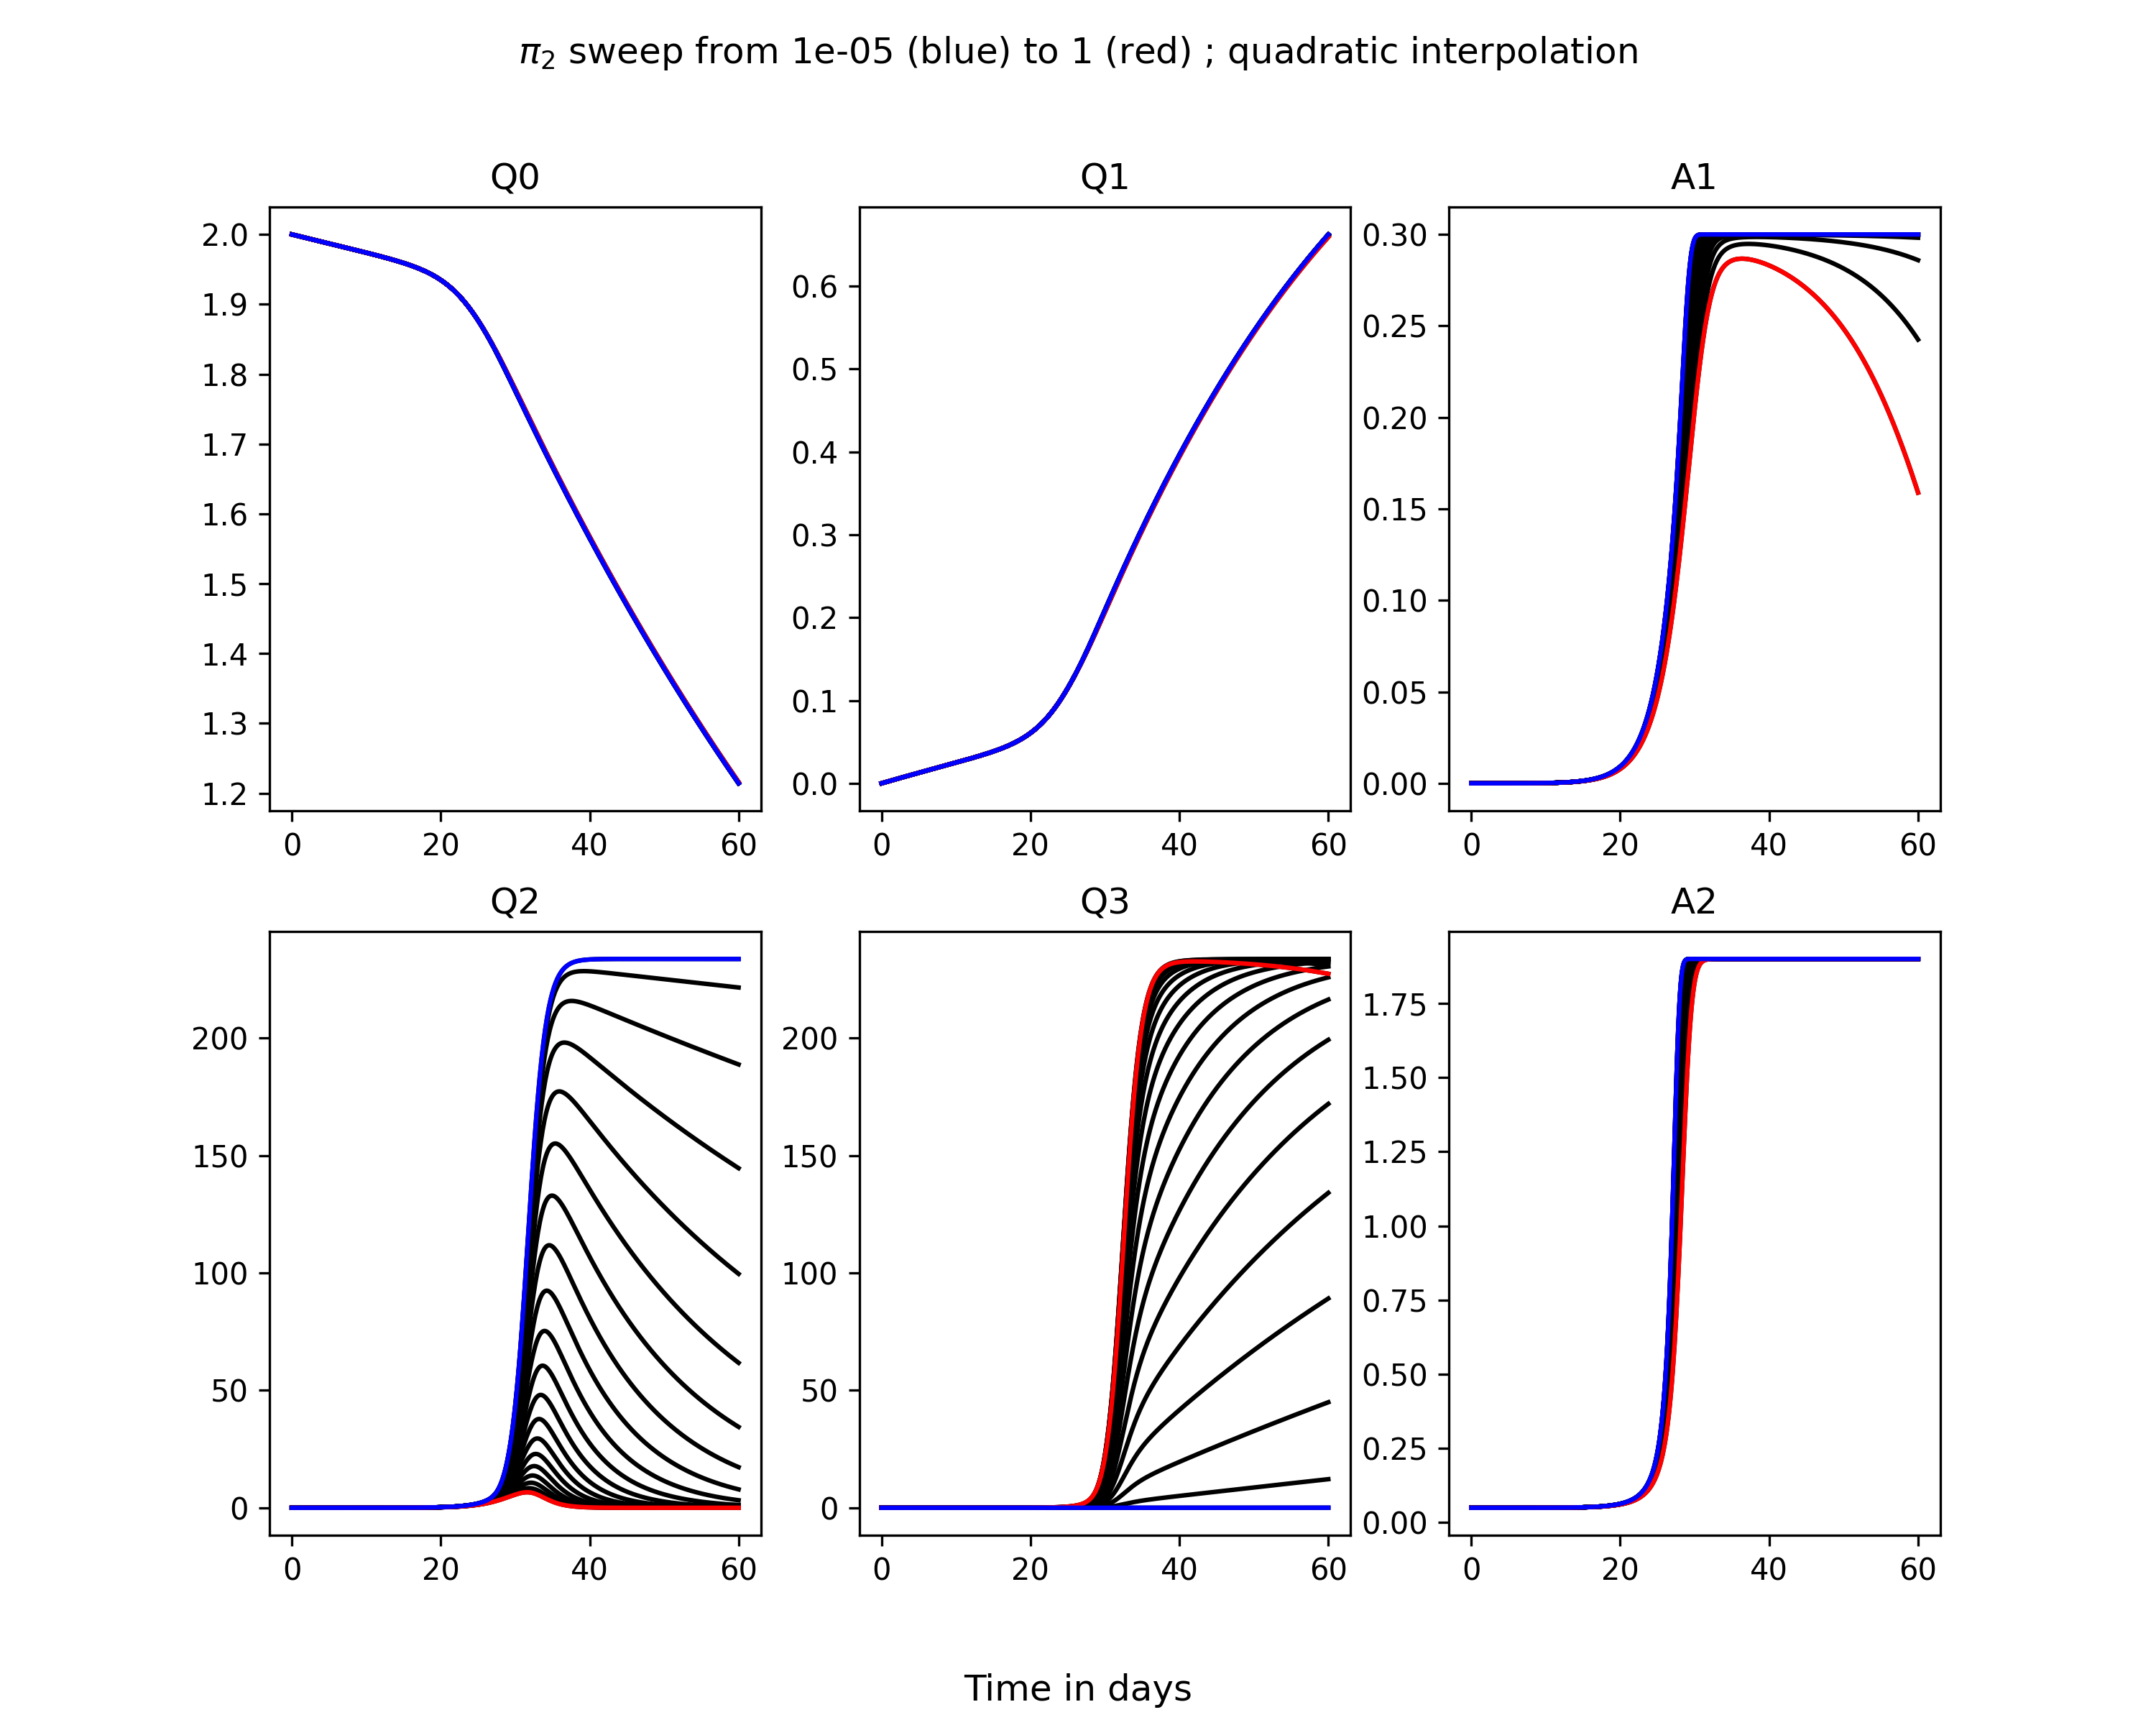 π₂ sweep from 1e-05 (blue) to 1 (red) ; quadratic interpolation
Q0
2.0
1.9
1.8
1.7
1.6
1.5
1.4
1.3
1.2
0 20 40 60
Q1
0.6
0.5
0.4
0.3
0.2
0.1
0.0
0 20 40 60
A1
0.30
0.25
0.20
0.15
0.10
0.05
0.00
0 20 40 60
Q2
200
150
100
50
0
0 20 40 60
Q3
200
150
100
50
0
0 20 40 60
A2
1.75
1.50
1.25
1.00
0.75
0.50
0.25
0.00
0 20 40 60
Time in days